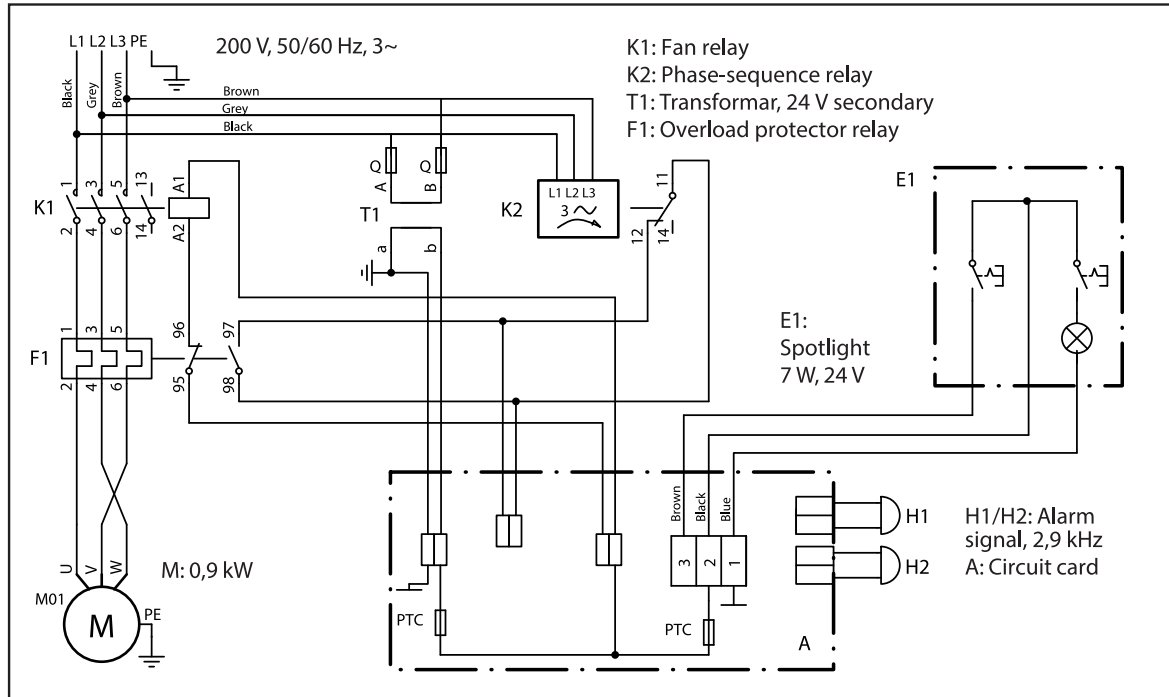 L1 L2 L3 PE
200 V, 50/60 Hz, 3~
K1: Fan relay
K2: Phase-sequence relay
T1: Transformar, 24 V secondary
F1: Overload protector relay
Black
Grey
Brown
Brown
Grey
Black
Q
Q
A
B
T1
a
b
K1
1
3
5
13
A1
2
4
6
14
A2
K2
L1 L2 L3
3
11
12
14
E1
E1:
Spotlight
7 W, 24 V
F1
1
3
5
96
97
2
4
6
95
98
U
V
W
M: 0,9 kW
M01
M
PE
PTC
PTC
Brown
Black
Blue
3
2
1
A
H1
H2
H1/H2: Alarm
signal, 2,9 kHz
A: Circuit card